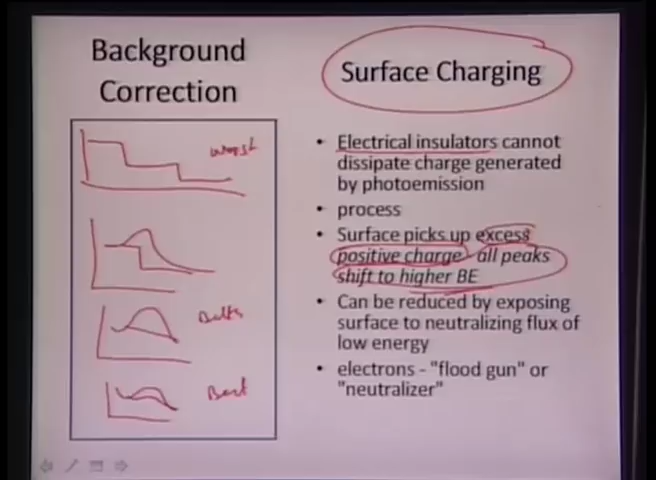 Background
Correction
Worst
Better
Best
Surface Charging
• Electrical insulators cannot
dissipate charge generated
by photoemission
• process
• Surface picks up excess
positive charge - all peaks
shift to higher BE
• Can be reduced by exposing
surface to neutralizing flux of
low energy
• electrons - "flood gun" or
"neutralizer"